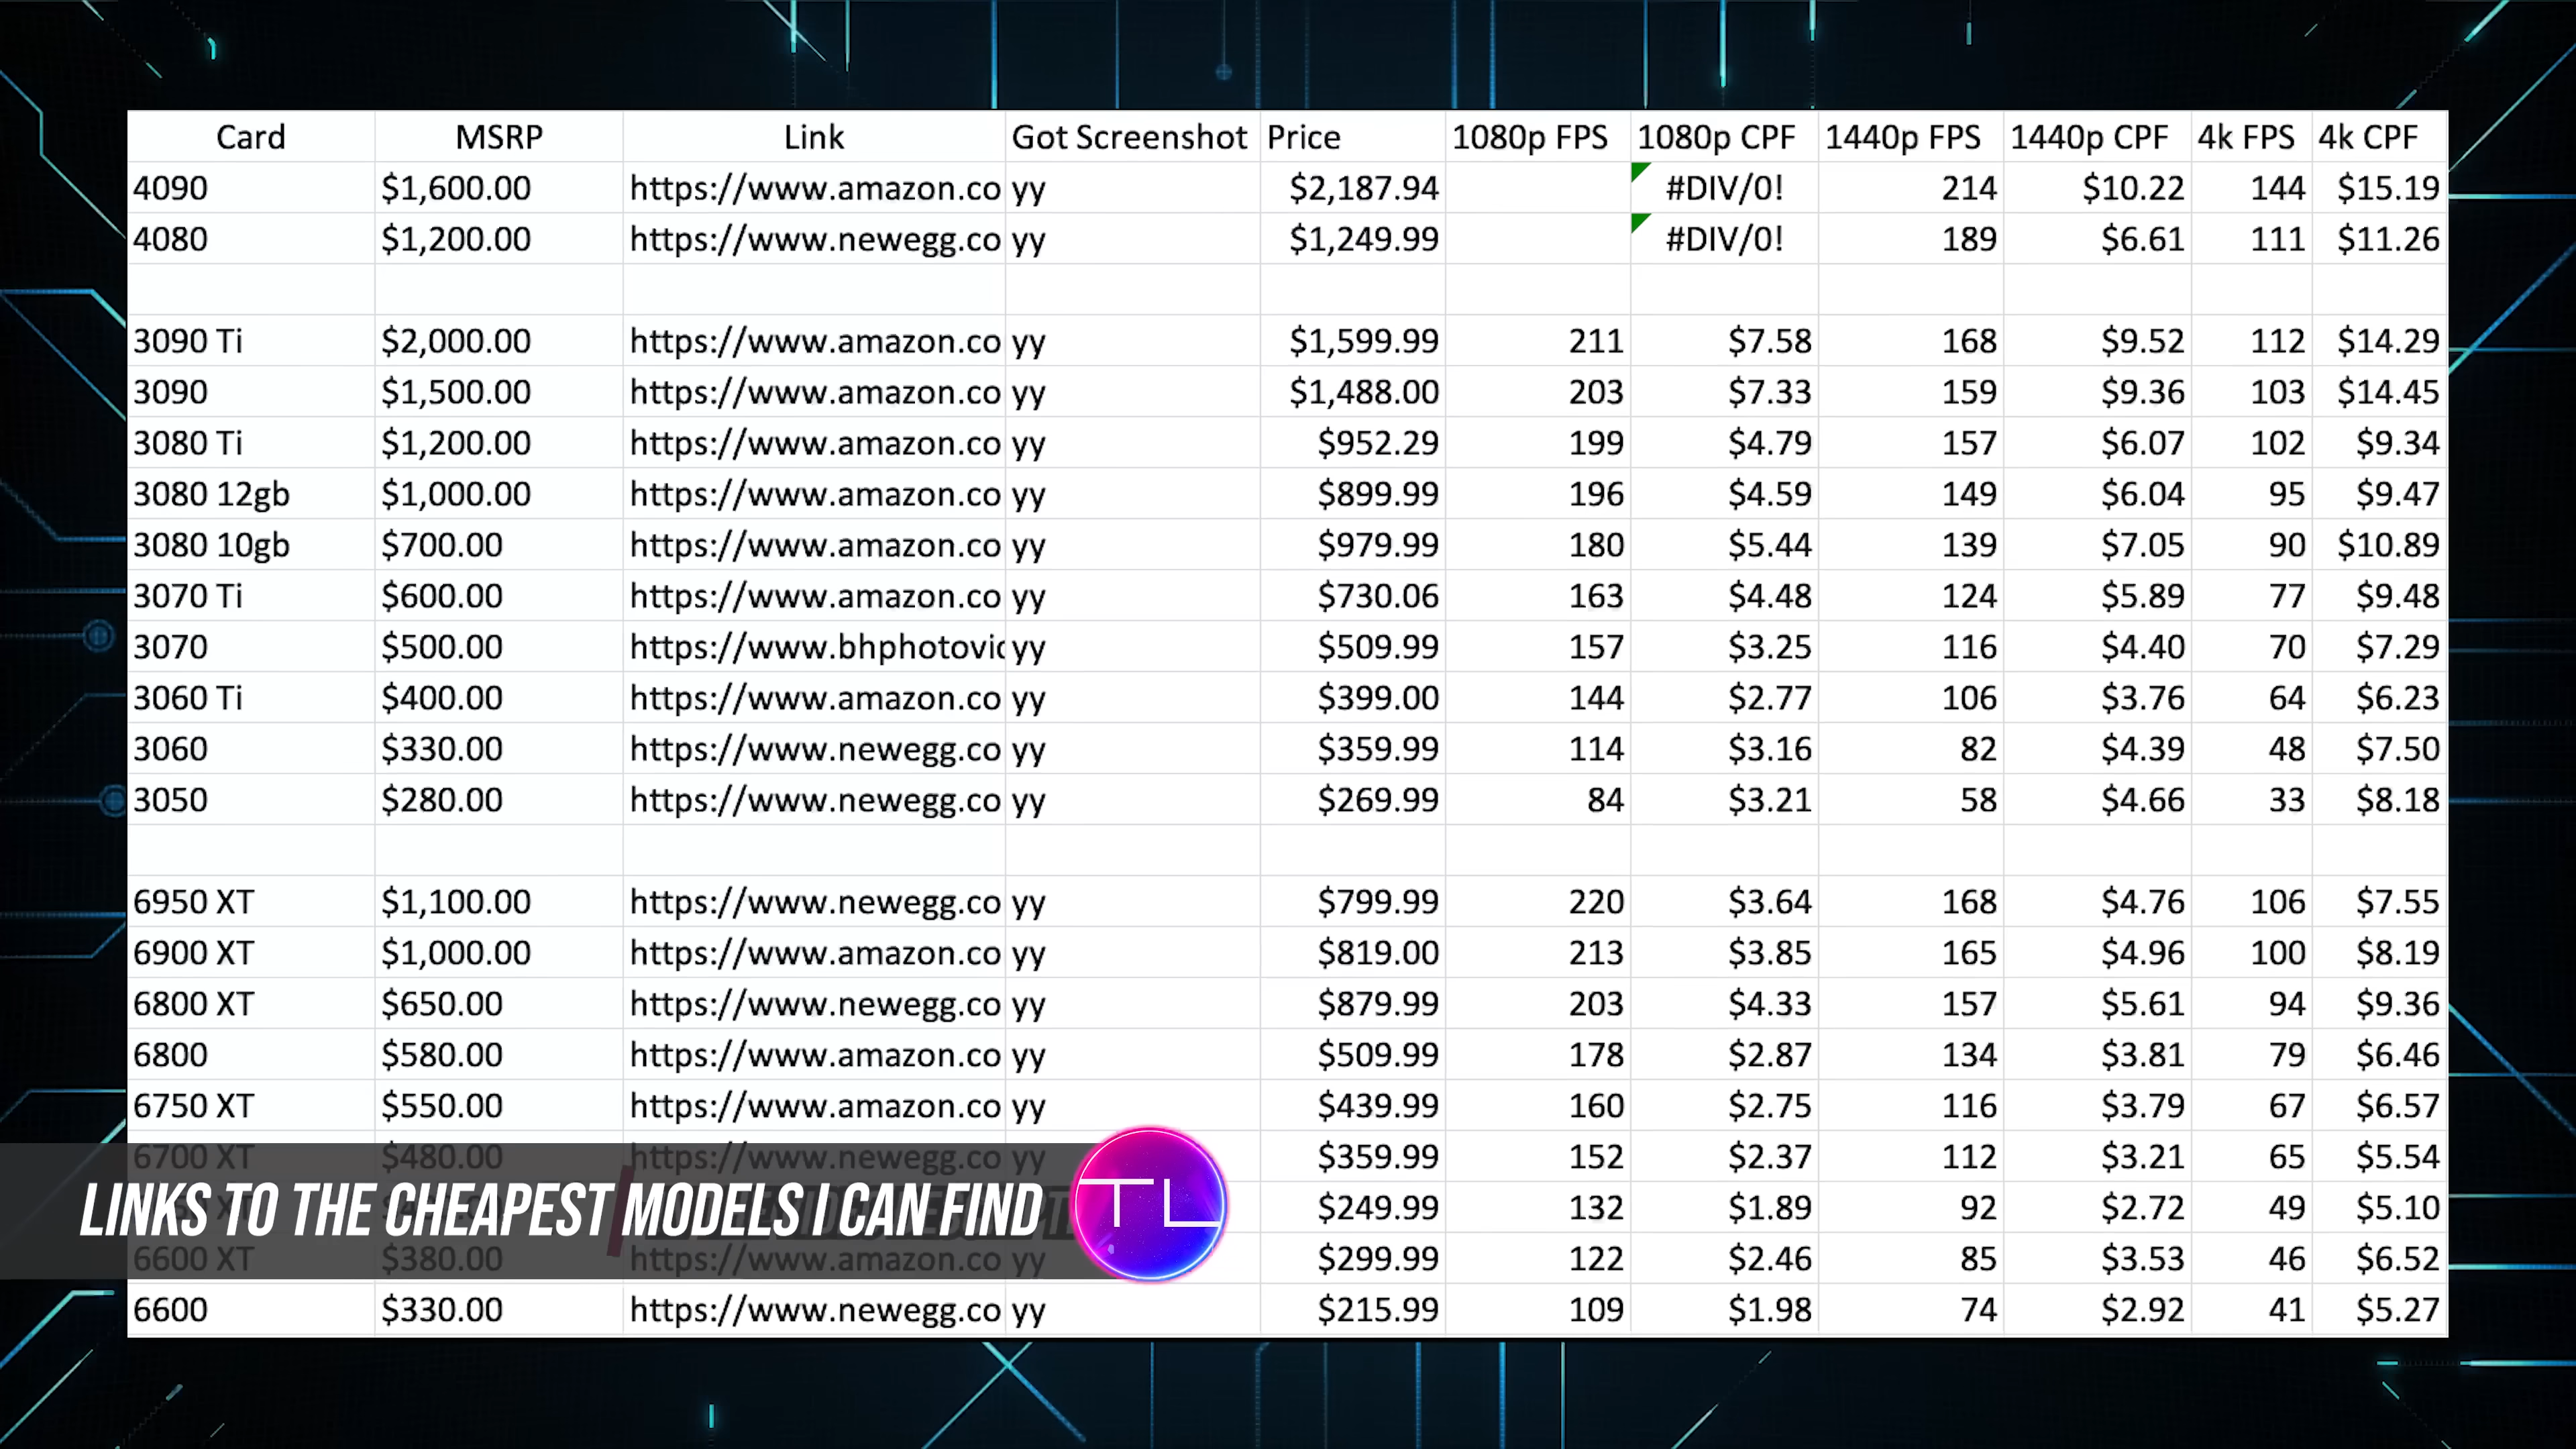 Card MSRP Link Got Screenshot Price 1080p FPS 1080p CPF 1440p FPS 1440p CPF 4k FPS 4k CPF
4090 $1,600.00 https://www.amazon.co yy $2,187.94 #DIV/0! 214 $10.22 144 $15.19
4080 $1,200.00 https://www.newegg.co yy $1,249.99 #DIV/0! 189 $6.61 111 $11.26
3090 Ti $2,000.00 https://www.amazon.co yy $1,599.99 211 $7.58 168 $9.52 112 $14.29
3090 $1,500.00 https://www.amazon.co yy $1,488.00 203 $7.33 159 $9.36 103 $14.45
3080 Ti $1,200.00 https://www.amazon.co yy $952.29 199 $4.79 157 $6.07 102 $9.34
3080 12gb $1,000.00 https://www.amazon.co yy $899.99 196 $4.59 149 $6.04 95 $9.47
3080 10gb $700.00 https://www.amazon.co yy $979.99 180 $5.44 139 $7.05 90 $10.89
3070 Ti $600.00 https://www.amazon.co yy $730.06 163 $4.48 124 $5.89 77 $9.48
3070 $500.00 https://www.bhphotovic yy $509.99 157 $3.25 116 $4.40 70 $7.29
3060 Ti $400.00 https://www.amazon.co yy $399.00 144 $2.77 106 $3.76 64 $6.23
3060 $330.00 https://www.newegg.co yy $359.99 114 $3.16 82 $4.39 48 $7.50
3050 $280.00 https://www.newegg.co yy $269.99 84 $3.21 58 $4.66 33 $8.18
6950 XT $1,100.00 https://www.newegg.co yy $799.99 220 $3.64 168 $4.76 106 $7.55
6900 XT $1,000.00 https://www.amazon.co yy $819.00 213 $3.85 165 $4.96 100 $8.19
6800 XT $650.00 https://www.newegg.co yy $879.99 203 $4.33 157 $5.61 94 $9.36
6800 $580.00 https://www.amazon.co yy $509.99 178 $2.87 134 $3.81 79 $6.46
6750 XT $550.00 https://www.amazon.co yy $439.99 160 $2.75 116 $3.79 67 $6.57
6700 XT $480.00 https://www.newegg.co yy $359.99 152 $2.37 112 $3.21 65 $5.54
LINKS TO THE CHEAPEST MODELS I CAN FIND TL $249.99 132 $1.89 92 $2.72 49 $5.10
6600 XT $380.00 https://www.amazon.co yy $299.99 122 $2.46 85 $3.53 46 $6.52
6600 $330.00 https://www.newegg.co yy $215.99 109 $1.98 74 $2.92 41 $5.27